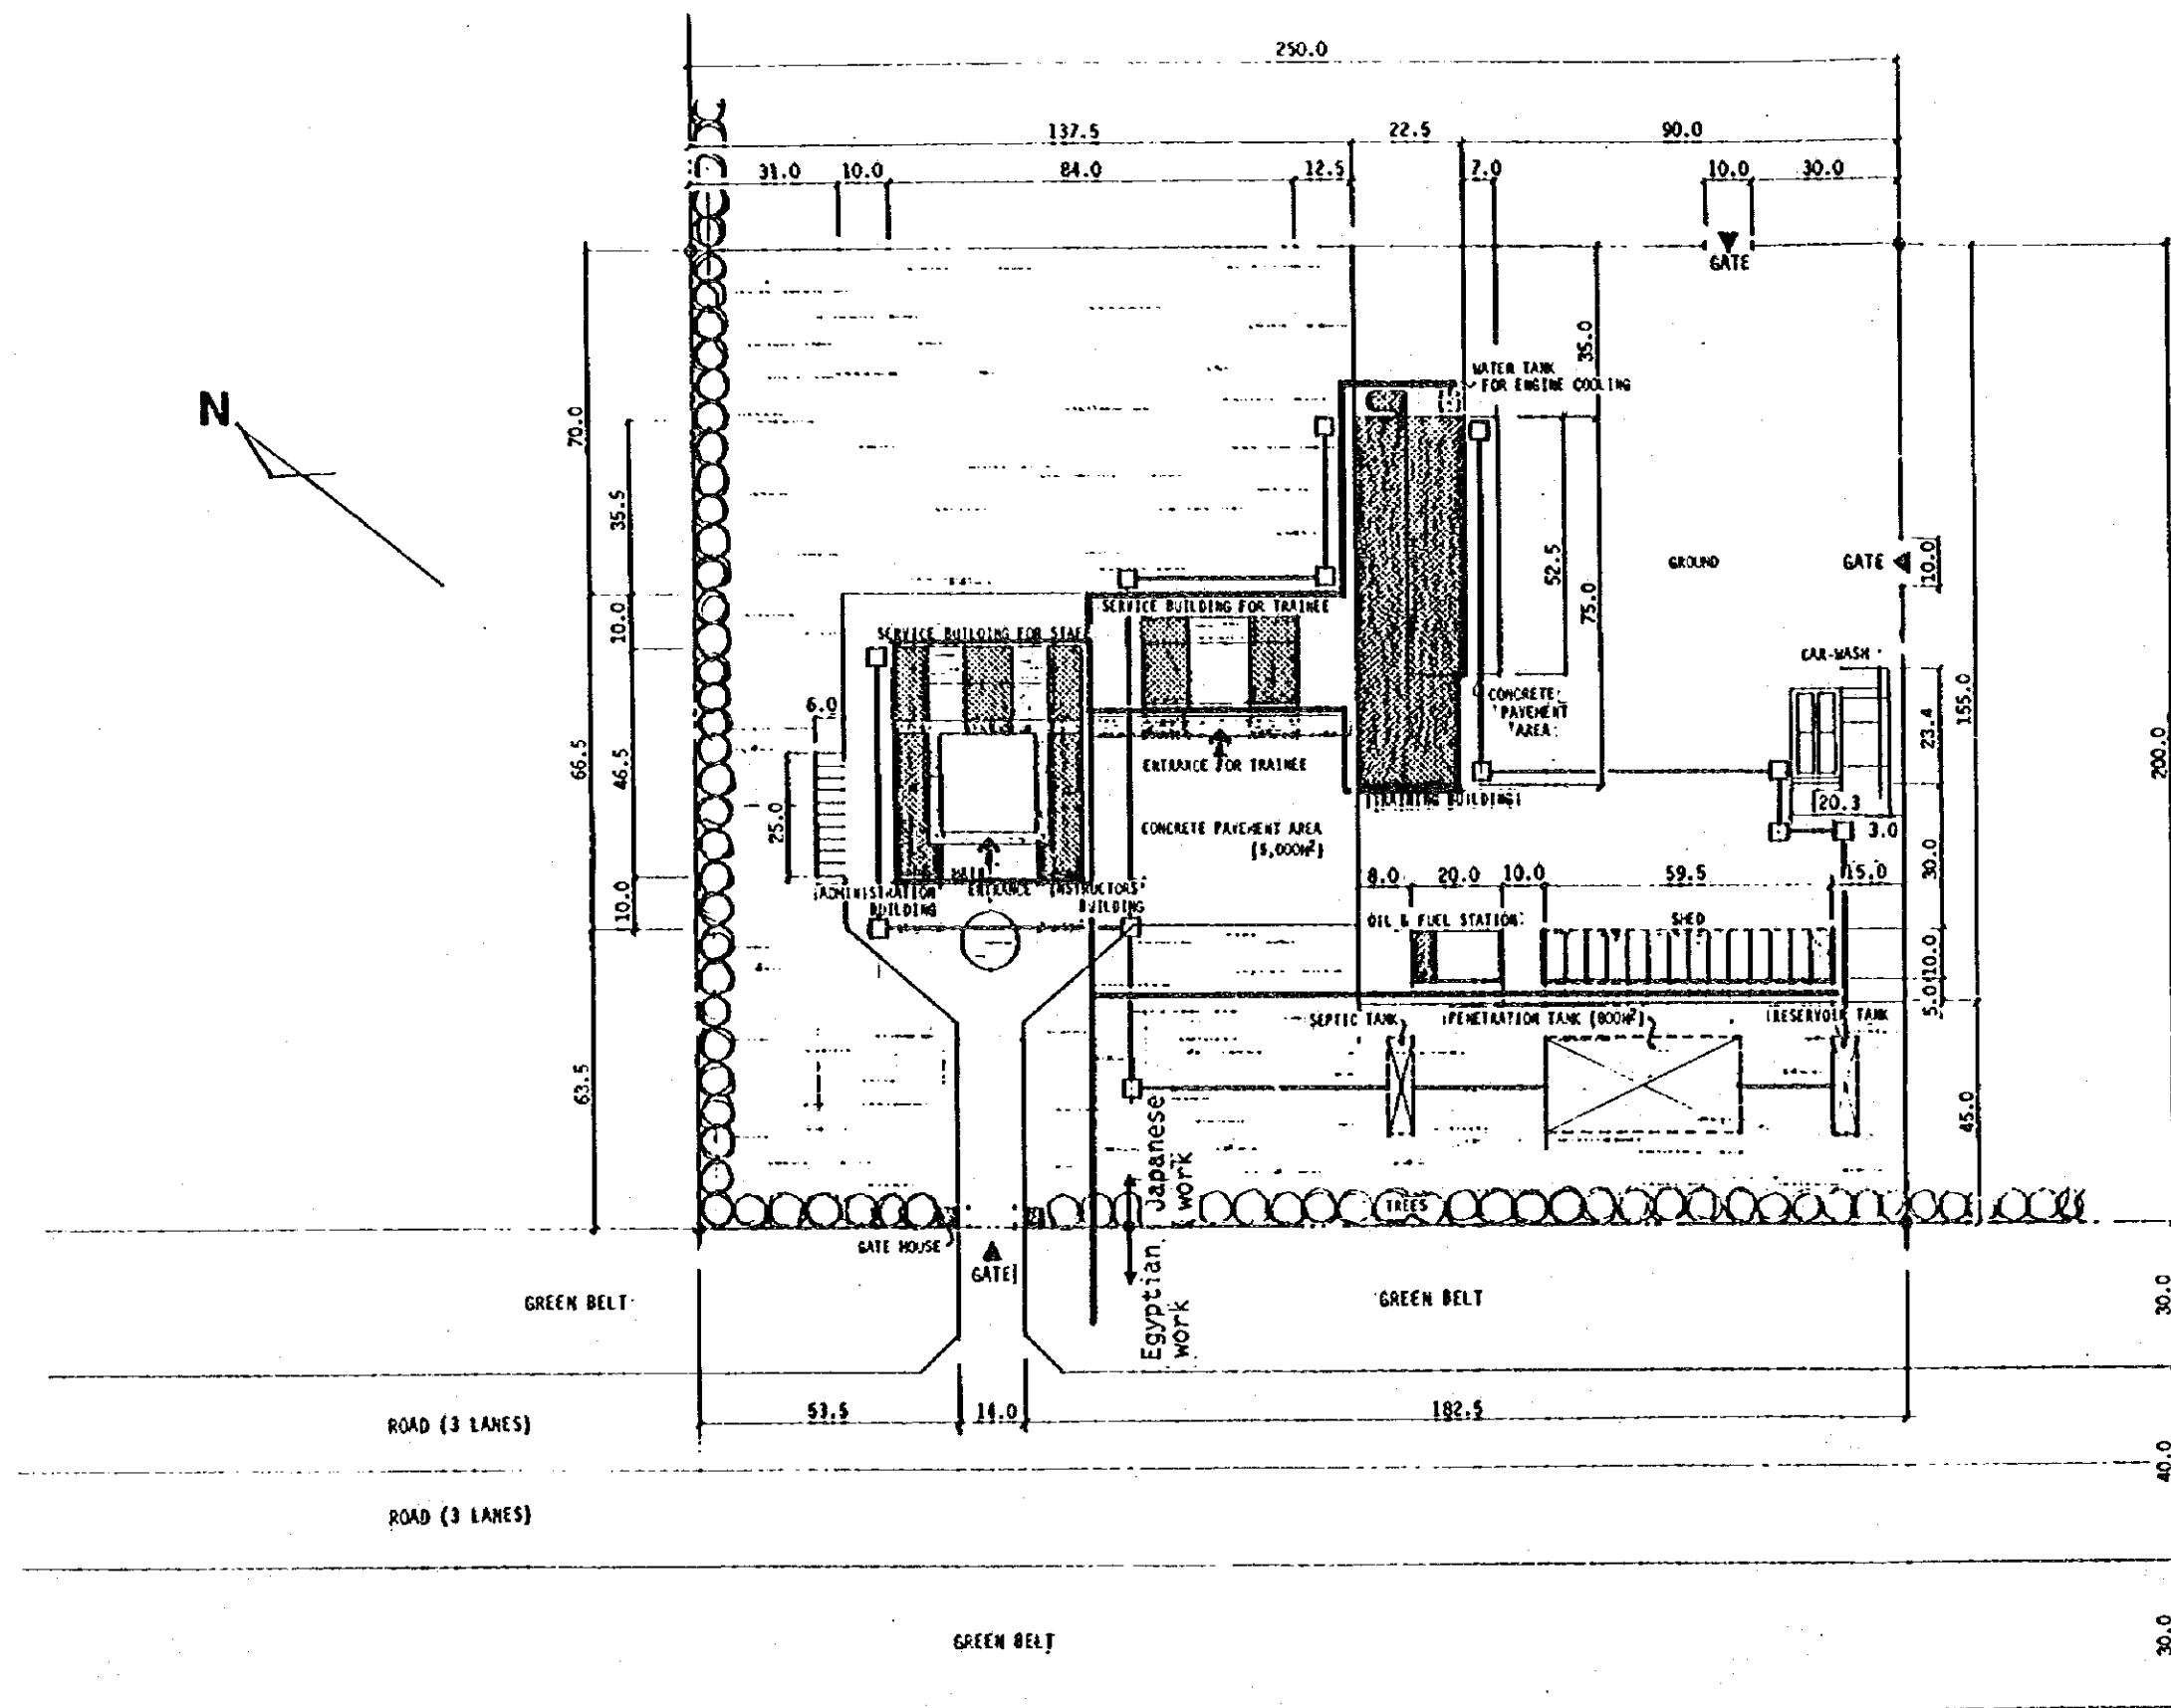 250.0
137.5
22.5
90.0
31.0
10.0
84.0
12.5
7.0
10.0
30.0
GATE
N
70.0
35.5
10.0
66.5
46.5
25.0
6.0
10.0
63.5
35.0
WATER TANK
FOR ENGINE COOLING
52.5
75.0
GROUND
GATE
10.0
155.0
200.0
SERVICE BUILDING FOR TRAINEE
SERVICE BUILDING FOR STAFF
CAR-WASH
23.4
CONCRETE
PAVEMENT
AREA
ENTRANCE FOR TRAINEE
TRAINING BUILDING
20.3
3.0
CONCRETE PAVEMENT AREA
(5,000M²)
30.0
8.0
20.0
10.0
59.5
15.0
MAIN
ENTRANCE
ADMINISTRATION
BUILDING
INSTRUCTORS'
BUILDING
OIL & FUEL STATION
SHED
10.0
5.0
SEPTIC TANK
PENETRATION TANK (800M²)
RESERVOIR TANK
45.0
Japanese
work
TREES
GATE HOUSE
GATE
Egyptian
work
GREEN BELT
GREEN BELT
30.0
53.5
14.0
182.5
ROAD (3 LANES)
40.0
ROAD (3 LANES)
GREEN BELT
30.0